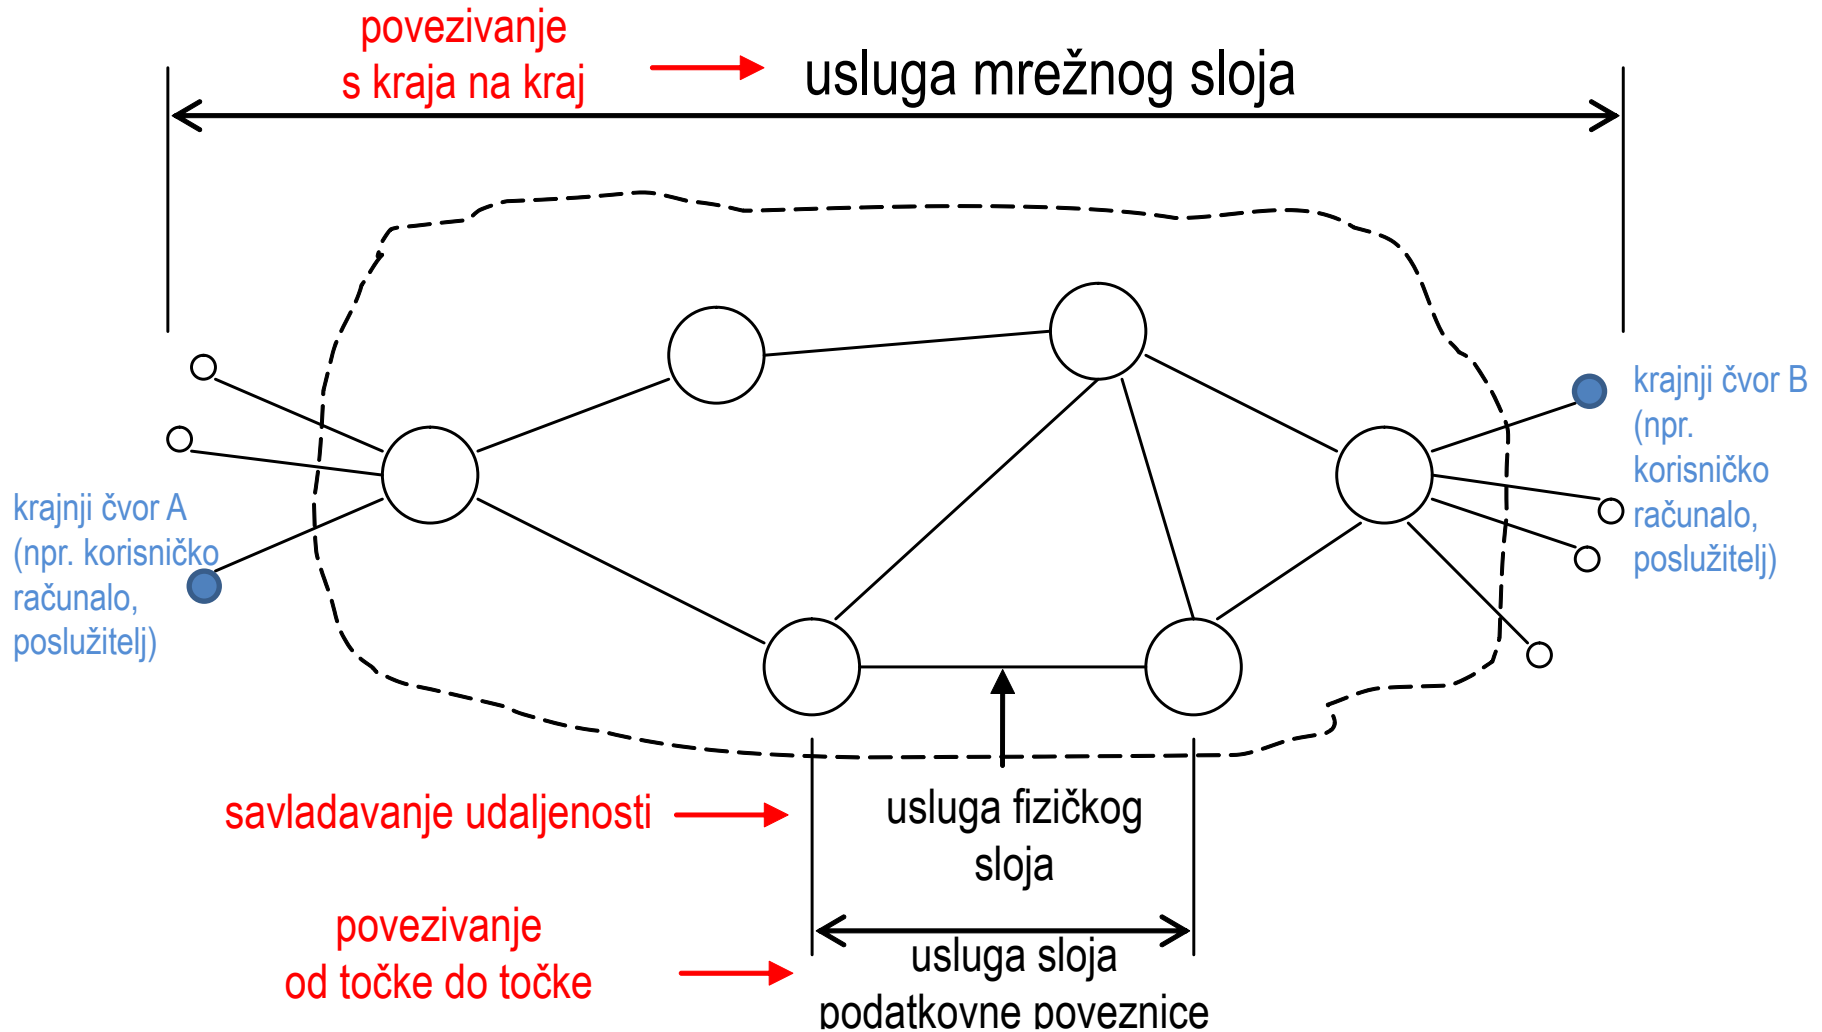 povezivanje
s kraja na kraj
usluga mrežnog sloja
krajnji čvor A
(npr. korisničko
računalo,
poslužitelj)
krajnji čvor B
(npr.
korisničko
računalo,
poslužitelj)
savladavanje udaljenosti
usluga fizičkog
sloja
povezivanje
od točke do točke
usluga sloja
podatkovne poveznice